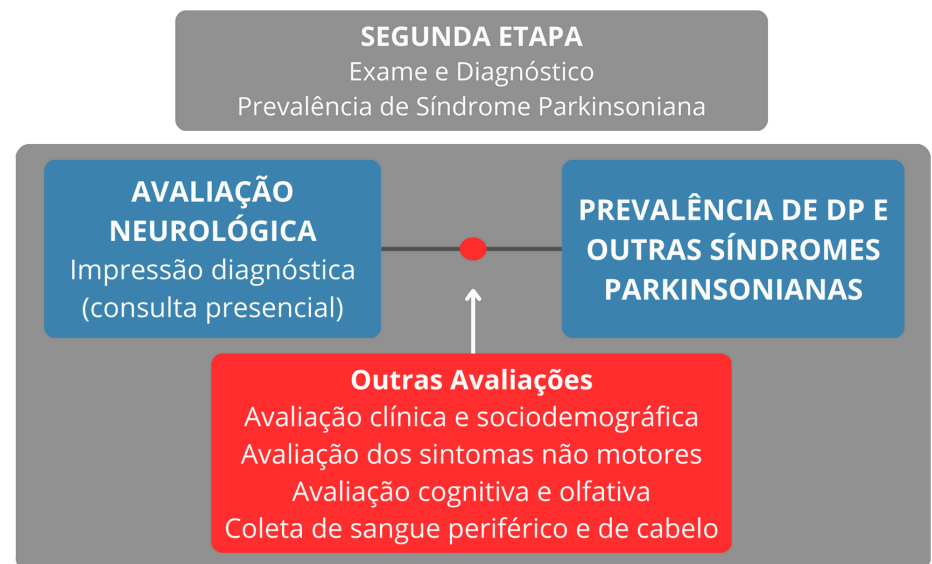 SEGUNDA ETAPA
Exame e Diagnóstico
Prevalência de Síndrome Parkinsoniana
AVALIAÇÃO
NEUROLÓGICA
Impressão diagnóstica
(consulta presencial)
PREVALÊNCIA DE DP E
OUTRAS SÍNDROMES
PARKINSONIANAS
Outras Avaliações
Avaliação clínica e sociodemográfica
Avaliação dos sintomas não motores
Avaliação cognitiva e olfativa
Coleta de sangue periférico e de cabelo